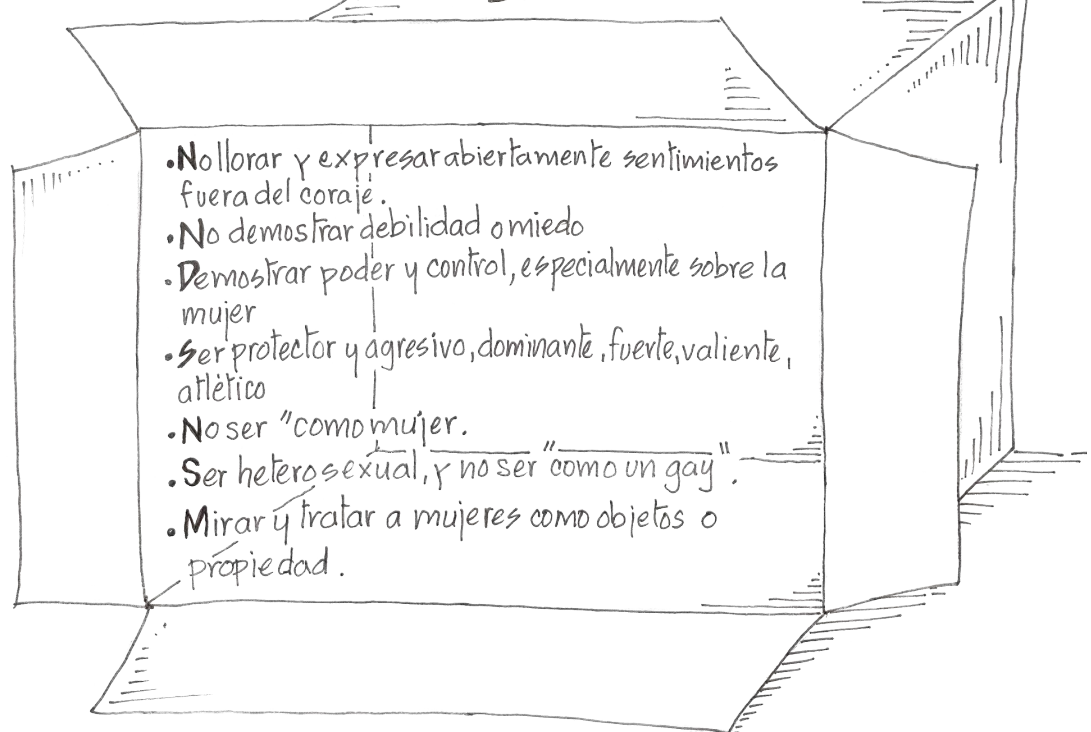 •No llorar y expresar abiertamente sentimientos
fuera del coraje.
•No demostrar debilidad o miedo
•Demostrar poder y control, especialmente sobre la
mujer
•Ser protector y agresivo, dominante, fuerte, valiente,
atlético
•No ser "como mujer.
•Ser heterosexual, y no ser "como un gay".
•Mirar y tratar a mujeres como objetos o
propiedad.